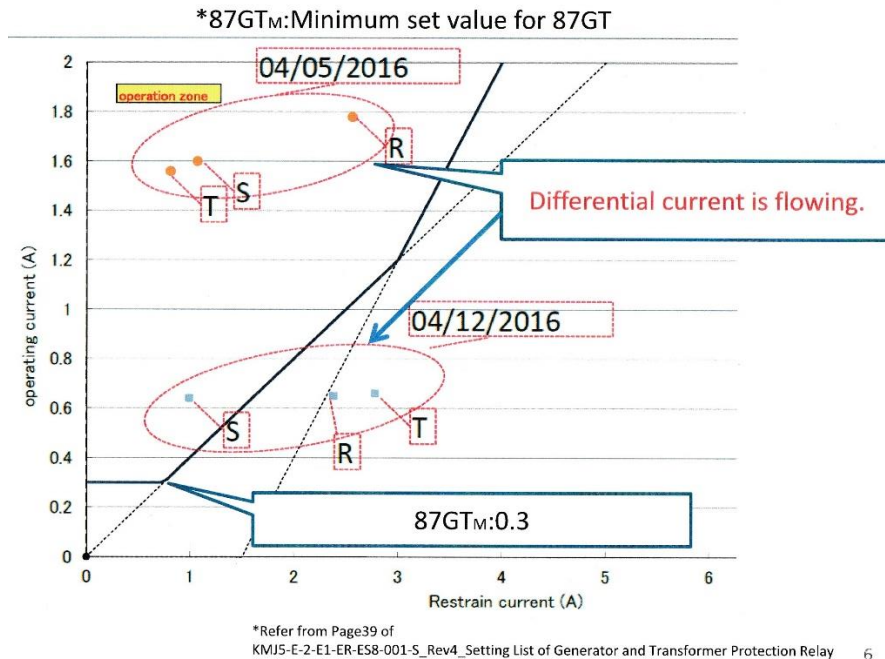 *87GTM:Minimum set value for 87GT
2
04/05/2016
operation zone
1.8
R
1.6
S
T
Differential current is flowing.
1.4
1.2
operating current (A)
1
04/12/2016
0.8
0.6
S
T
R
0.4
0.2
87GTM:0.3
0
0 1 2 3 4 5 6
Restrain current (A)
*Refer from Page39 of
KMJ5-E-2-E1-ER-ES8-001-S_Rev4_Setting List of Generator and Transformer Protection Relay
6